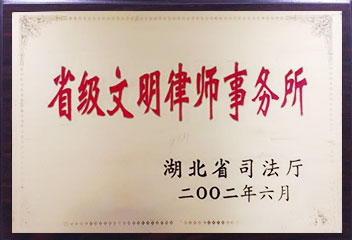 省级文明律师事务所
湖北省司法厅
二〇〇二年六月